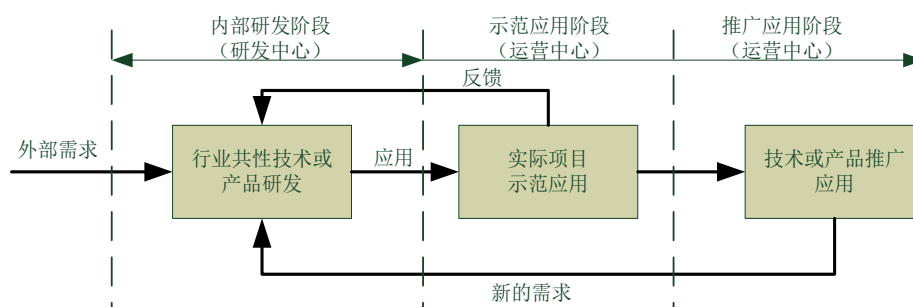 内部研发阶段
（研发中心）
示范应用阶段
（运营中心）
推广应用阶段
（运营中心）
反馈
外部需求
行业共性技术或
产品研发
应用
实际项目
示范应用
技术或产品推广
应用
新的需求